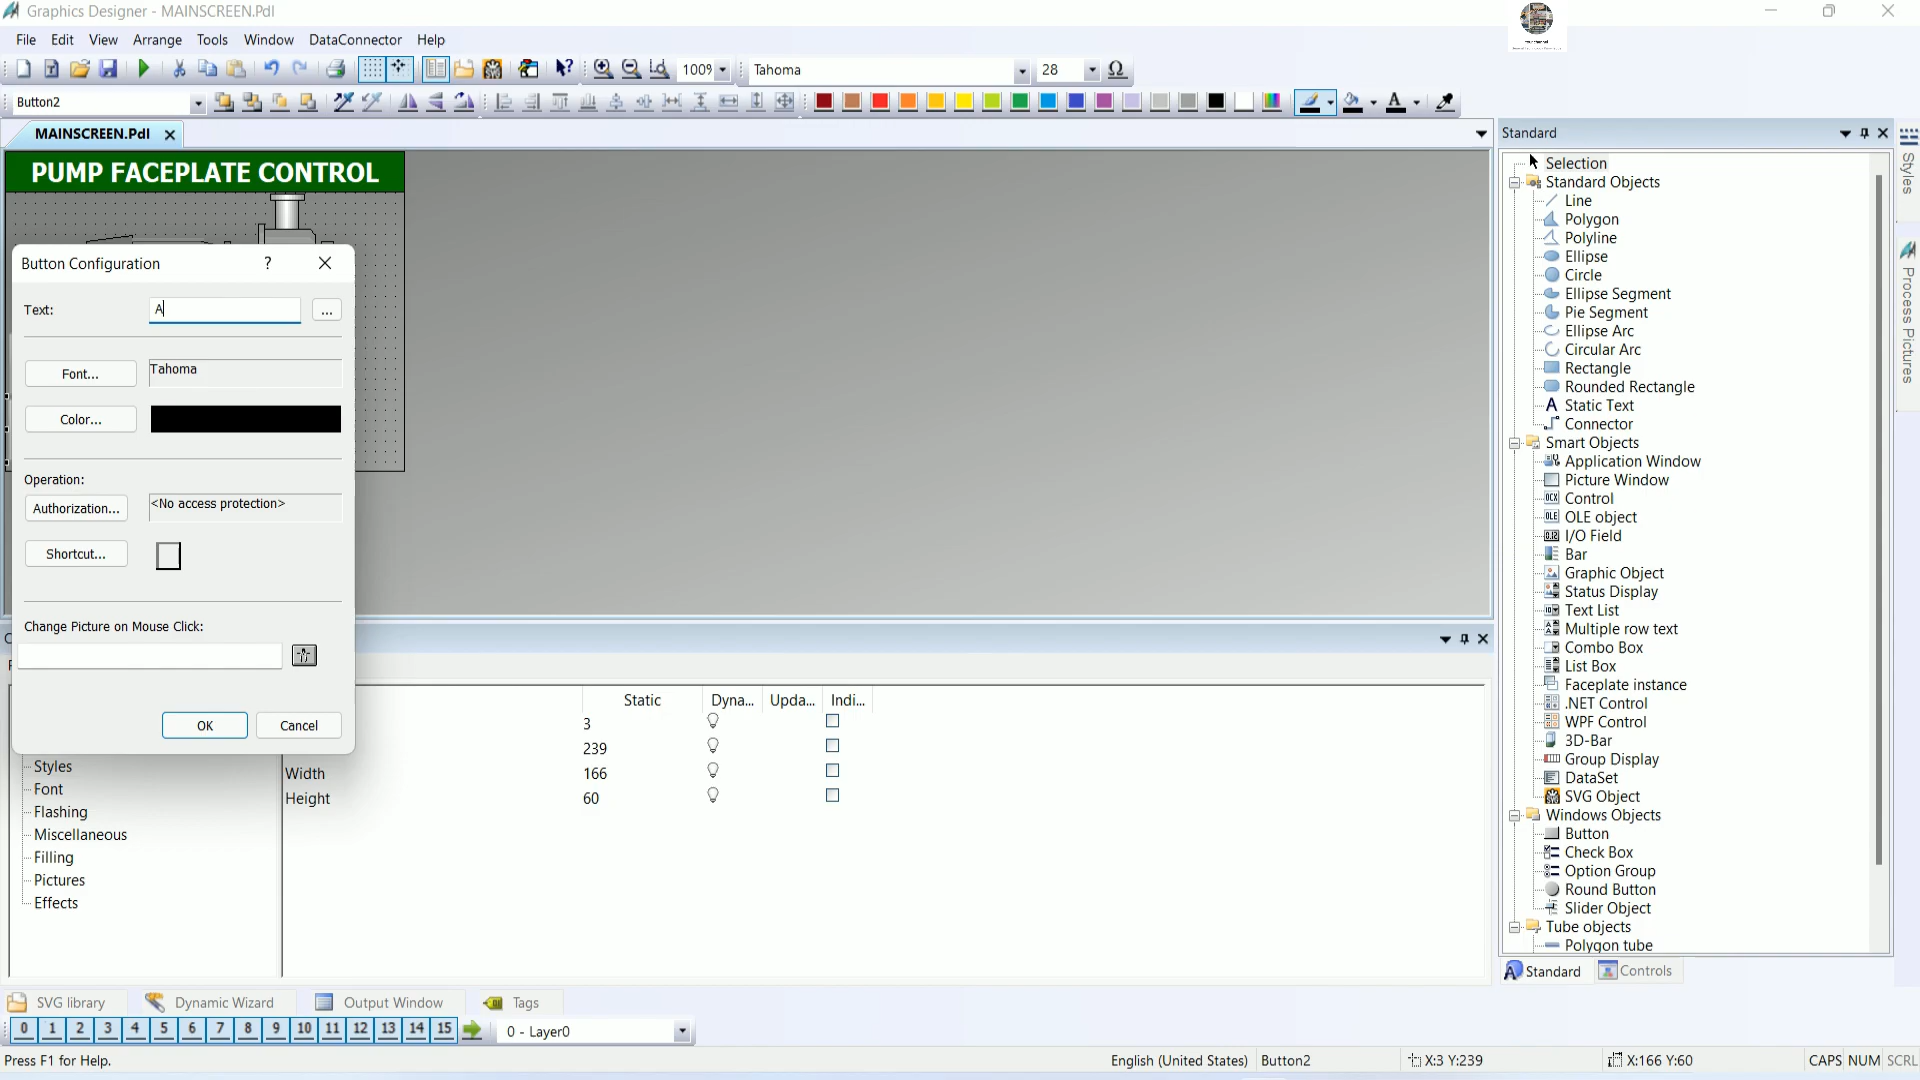 Graphics Designer - MAINSCREEN.Pdl
File Edit View Arrange Tools Window DataConnector Help
100% Tahoma 28 Ω
Button2
MAINSCREEN.Pdl
PUMP FACEPLATE CONTROL
Button Configuration ?
Text: A ...
Font... Tahoma
Color...
Operation:
Authorization... <No access protection>
Shortcut...
Change Picture on Mouse Click:
OK Cancel
Static Dyna... Upda... Indi...
3
239
Width 166
Height 60
Styles
Font
Flashing
Miscellaneous
Filling
Pictures
Effects
Standard
Selection
Standard Objects
Line
Polygon
Polyline
Ellipse
Circle
Ellipse Segment
Pie Segment
Ellipse Arc
Circular Arc
Rectangle
Rounded Rectangle
Static Text
Connector
Smart Objects
Application Window
Picture Window
Control
OLE object
I/O Field
Bar
Graphic Object
Status Display
Text List
Multiple row text
Combo Box
List Box
Faceplate instance
.NET Control
WPF Control
3D-Bar
Group Display
DataSet
SVG Object
Windows Objects
Button
Check Box
Option Group
Round Button
Slider Object
Tube objects
Polygon tube
Standard Controls
Styles
Process Pictures
SVG library Dynamic Wizard Output Window Tags
0 1 2 3 4 5 6 7 8 9 10 11 12 13 14 15 0 - Layer0
Press F1 for Help. English (United States) Button2 X:3 Y:239 X:166 Y:60 CAPS NUM SCRL